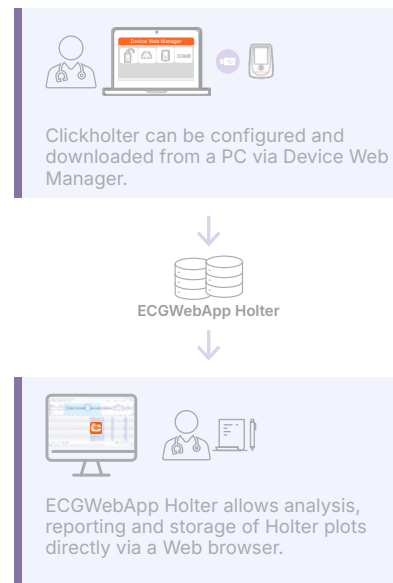 Device Web Manager
Clickholter can be configured and
downloaded from a PC via Device Web
Manager.
ECGWebApp Holter
ECGWebApp Holter allows analysis,
reporting and storage of Holter plots
directly via a Web browser.